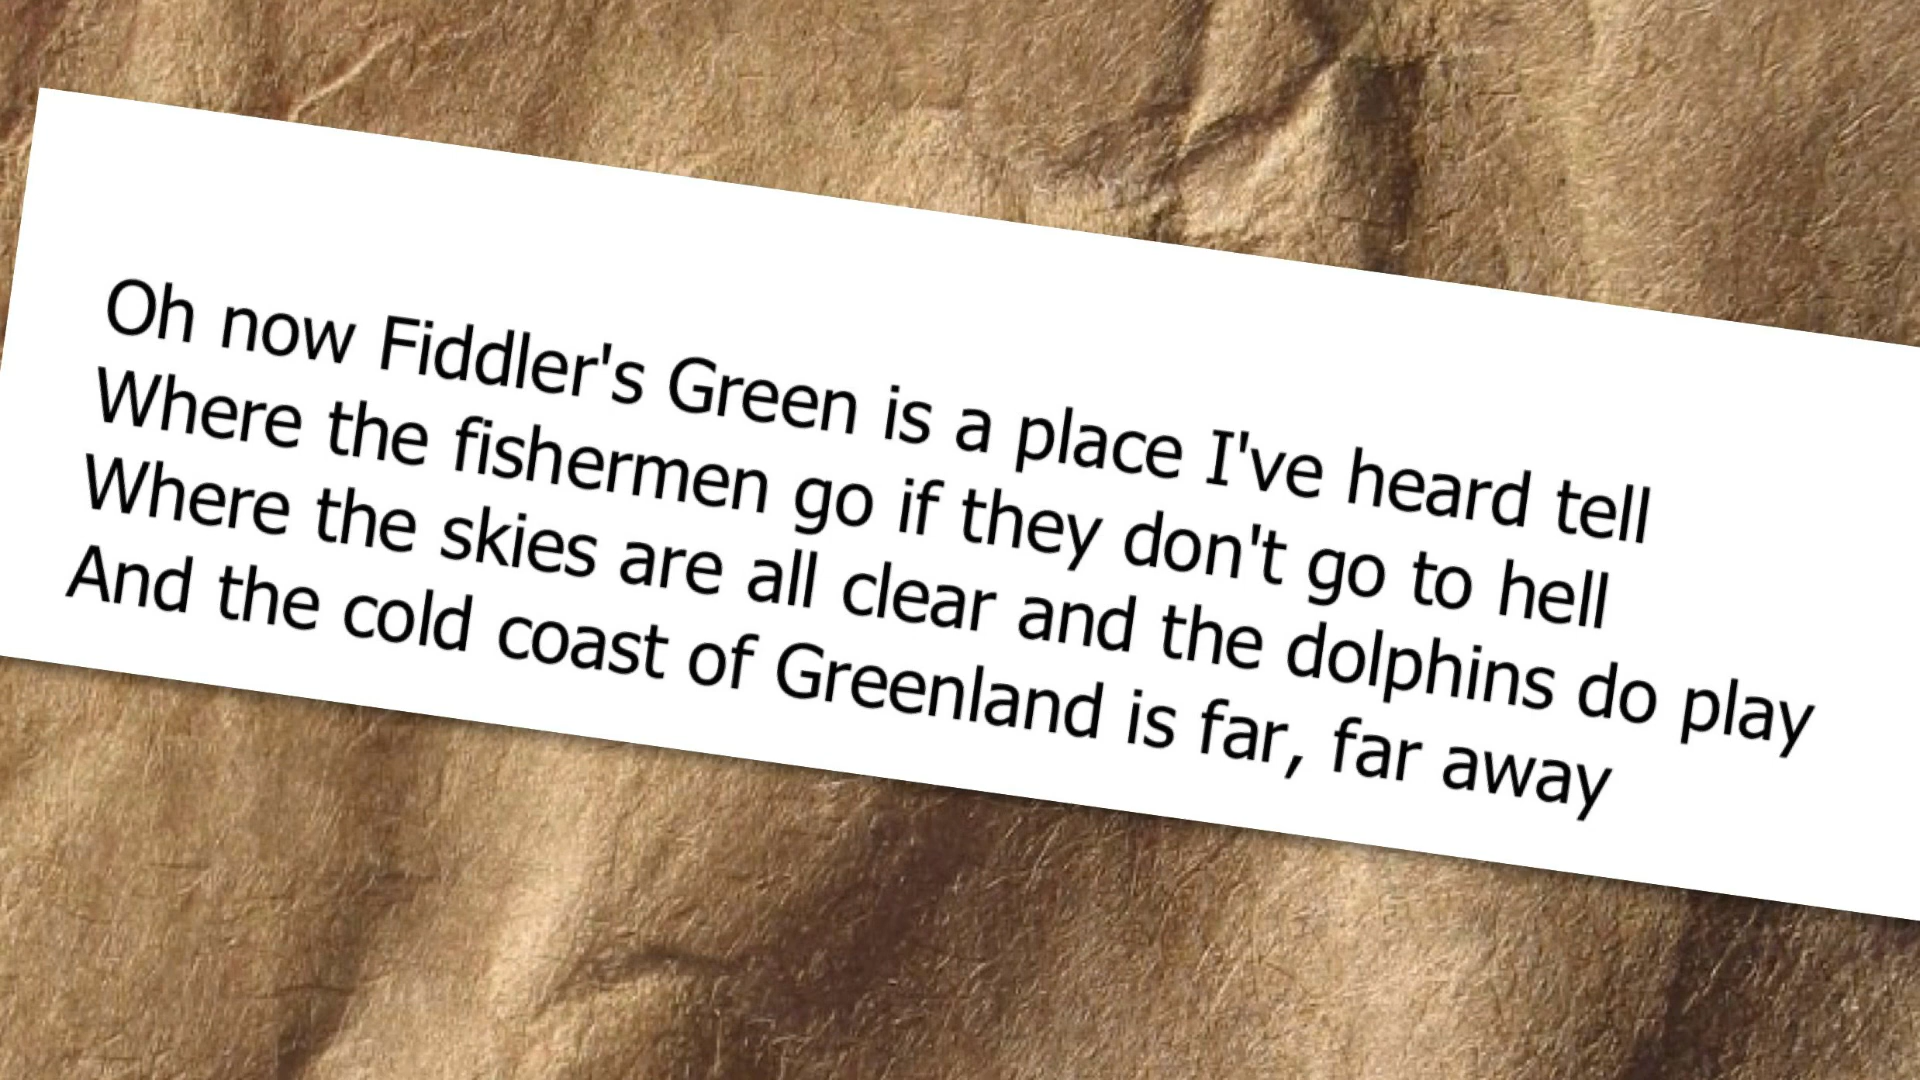 Oh now Fiddler's Green is a place I've heard tell
Where the fishermen go if they don't go to hell
Where the skies are all clear and the dolphins do play
And the cold coast of Greenland is far, far away